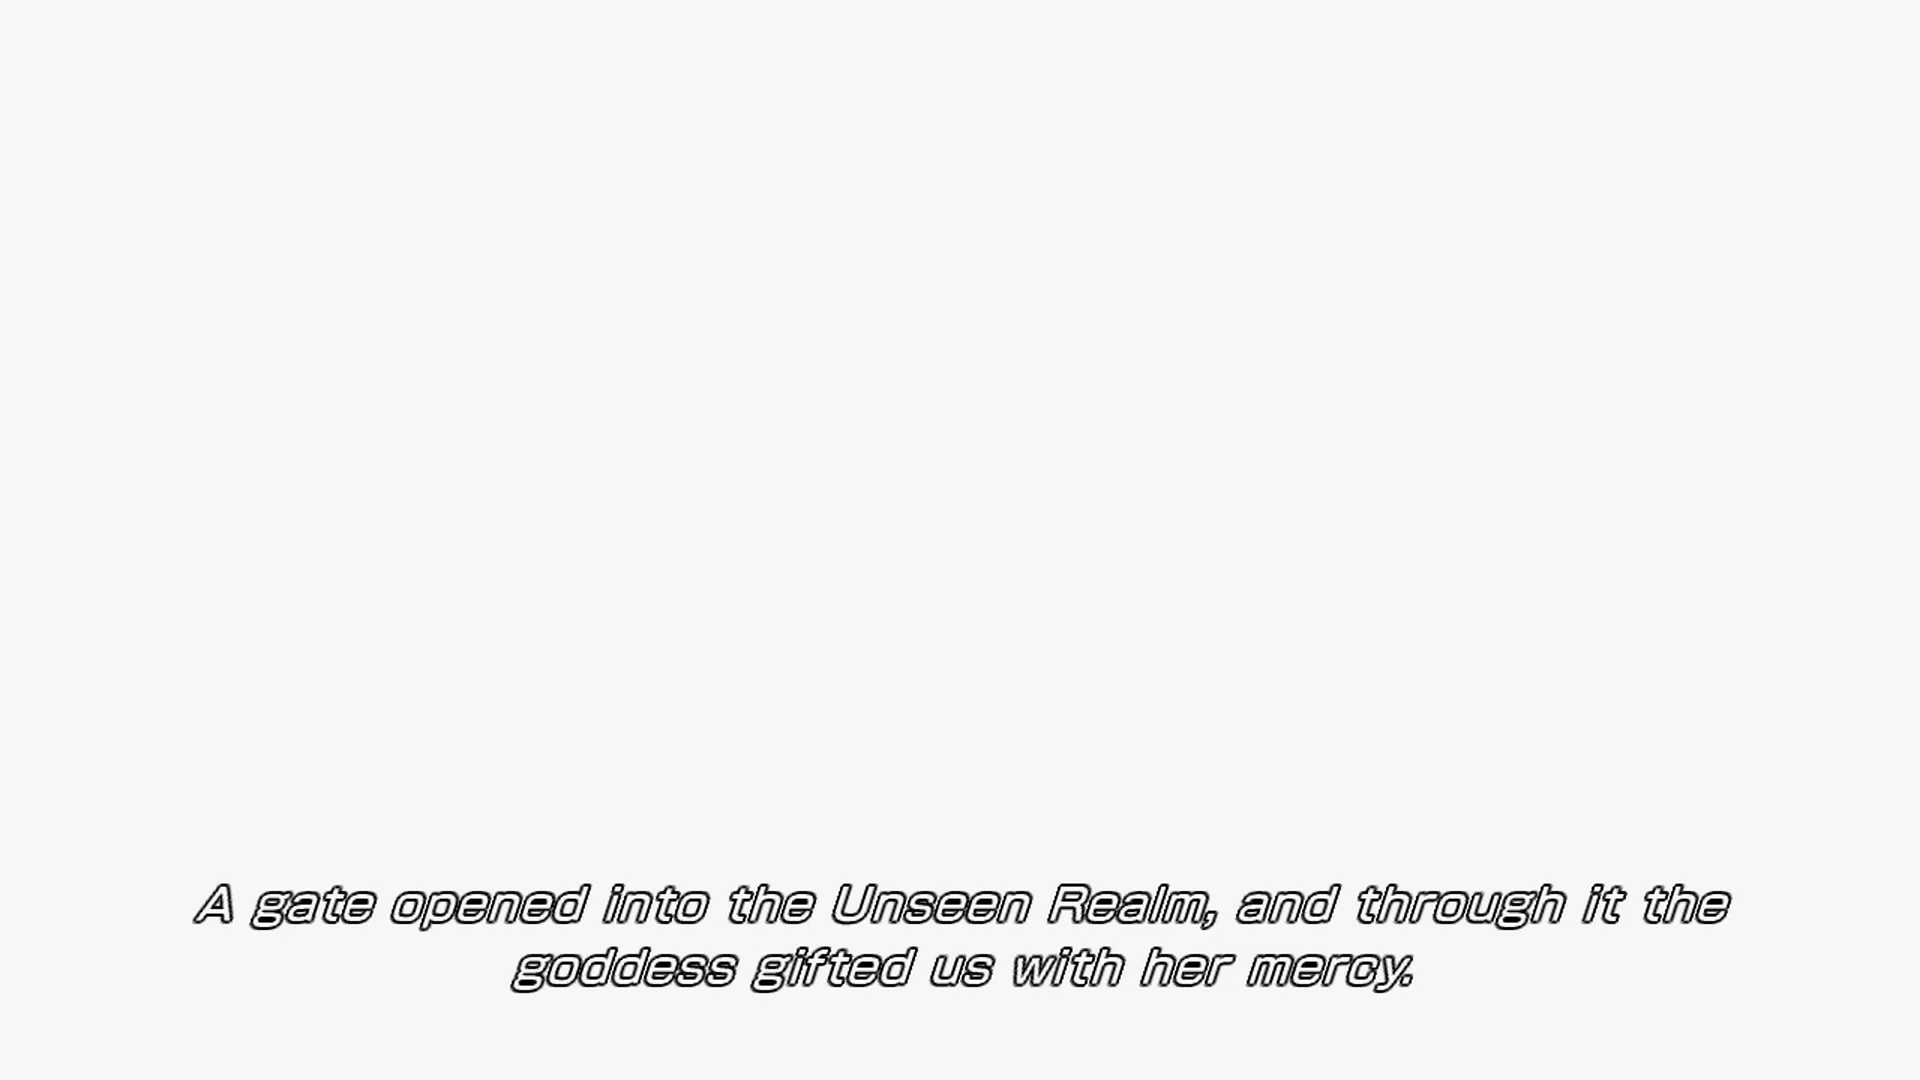 A gate opened into the Unseen Realm, and through it the
goddess gifted us with her mercy.